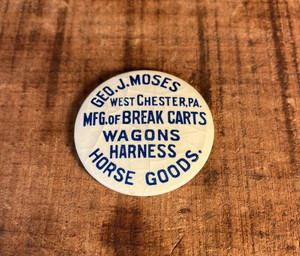 GEO. J. MOSES
WEST CHESTER, PA.
MFG. OF BREAK CARTS
WAGONS
HARNESS
HORSE GOODS.